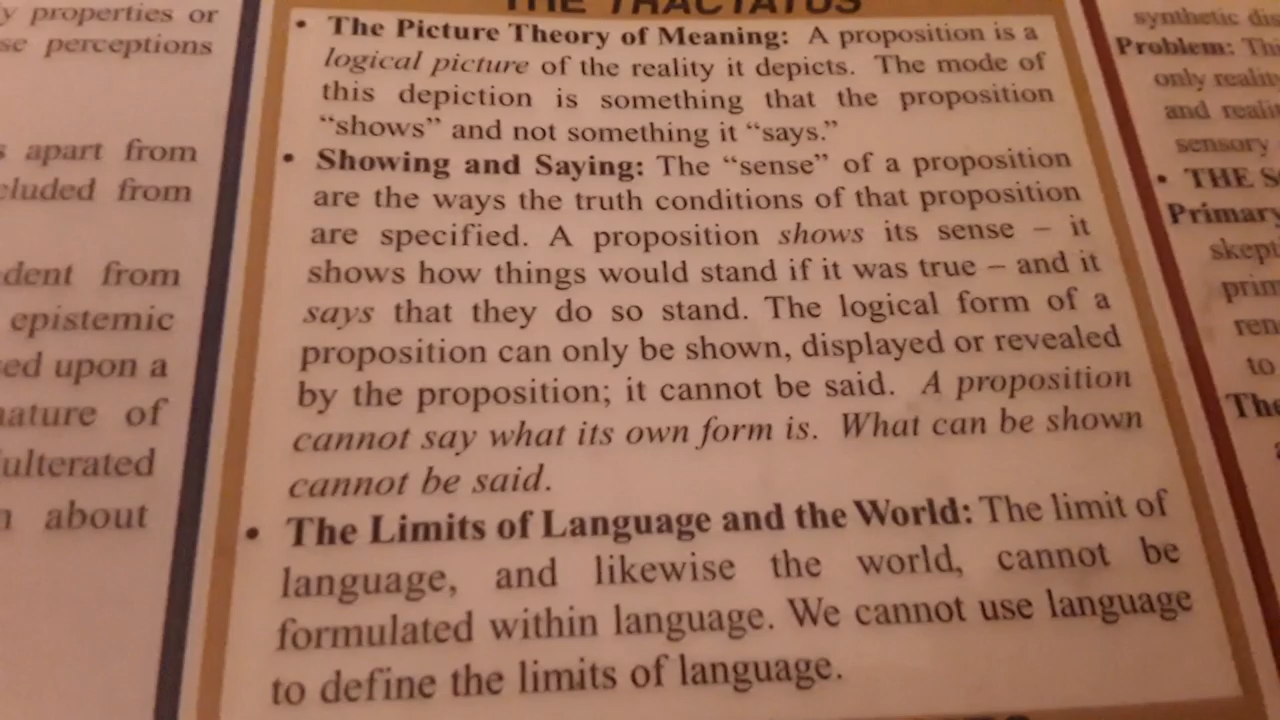 y properties or
se perceptions
s apart from
cluded from
dent from
epistemic
sed upon a
nature of
ulterated
n about
THE TRACTATUS
• The Picture Theory of Meaning: A proposition is a
logical picture of the reality it depicts. The mode of
this depiction is something that the proposition
“shows” and not something it “says.”
• Showing and Saying: The “sense” of a proposition
are the ways the truth conditions of that proposition
are specified. A proposition shows its sense – it
shows how things would stand if it was true – and it
says that they do so stand. The logical form of a
proposition can only be shown, displayed or revealed
by the proposition; it cannot be said. A proposition
cannot say what its own form is. What can be shown
cannot be said.
• The Limits of Language and the World: The limit of
language, and likewise the world, cannot be
formulated within language. We cannot use language
to define the limits of language.
synthetic dis
Problem: Thi
only reality
and realit
sensory
• THE S
Primary
skept
prim
ren
to
The